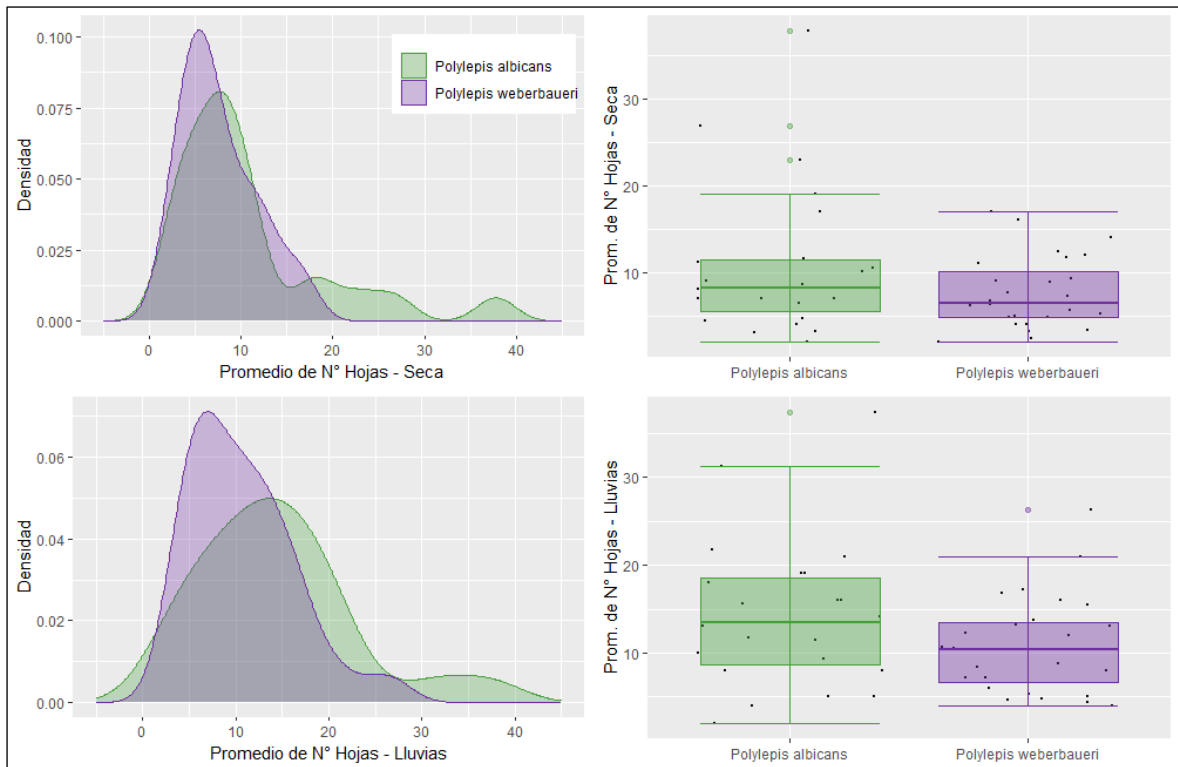 Densidad
0.100
0.075
0.050
0.025
0.000
Polylepis albicans
Polylepis weberbaueri
0
10
20
30
40
Promedio de N° Hojas - Seca
Prom. de N° Hojas - Seca
30
20
10
Polylepis albicans
Polylepis weberbaueri
Densidad
0.06
0.04
0.02
0.00
0
10
20
30
40
Promedio de N° Hojas - Lluvias
Prom. de N° Hojas - Lluvias
30
20
10
Polylepis albicans
Polylepis weberbaueri